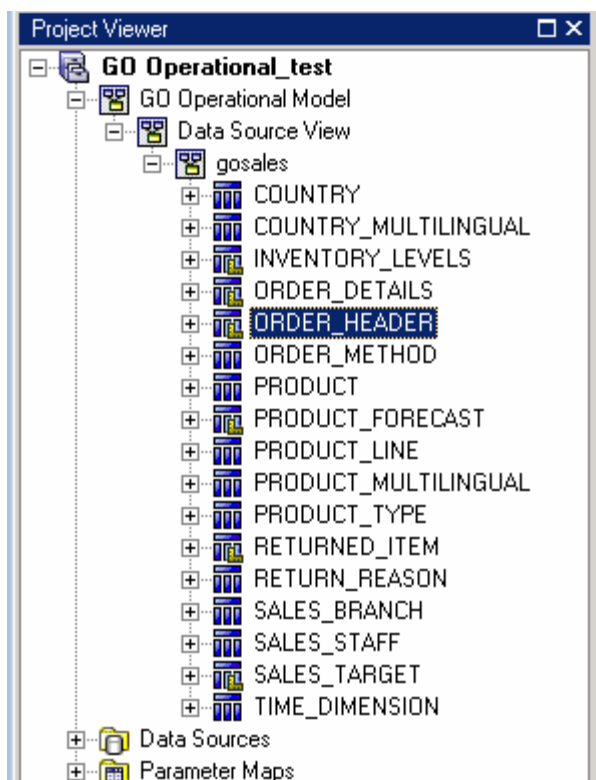 Project Viewer
GO Operational_test
GO Operational Model
Data Source View
gosales
COUNTRY
COUNTRY_MULTILINGUAL
INVENTORY_LEVELS
ORDER_DETAILS
ORDER_HEADER
ORDER_METHOD
PRODUCT
PRODUCT_FORECAST
PRODUCT_LINE
PRODUCT_MULTILINGUAL
PRODUCT_TYPE
RETURNED_ITEM
RETURN_REASON
SALES_BRANCH
SALES_STAFF
SALES_TARGET
TIME_DIMENSION
Data Sources
Parameter Maps